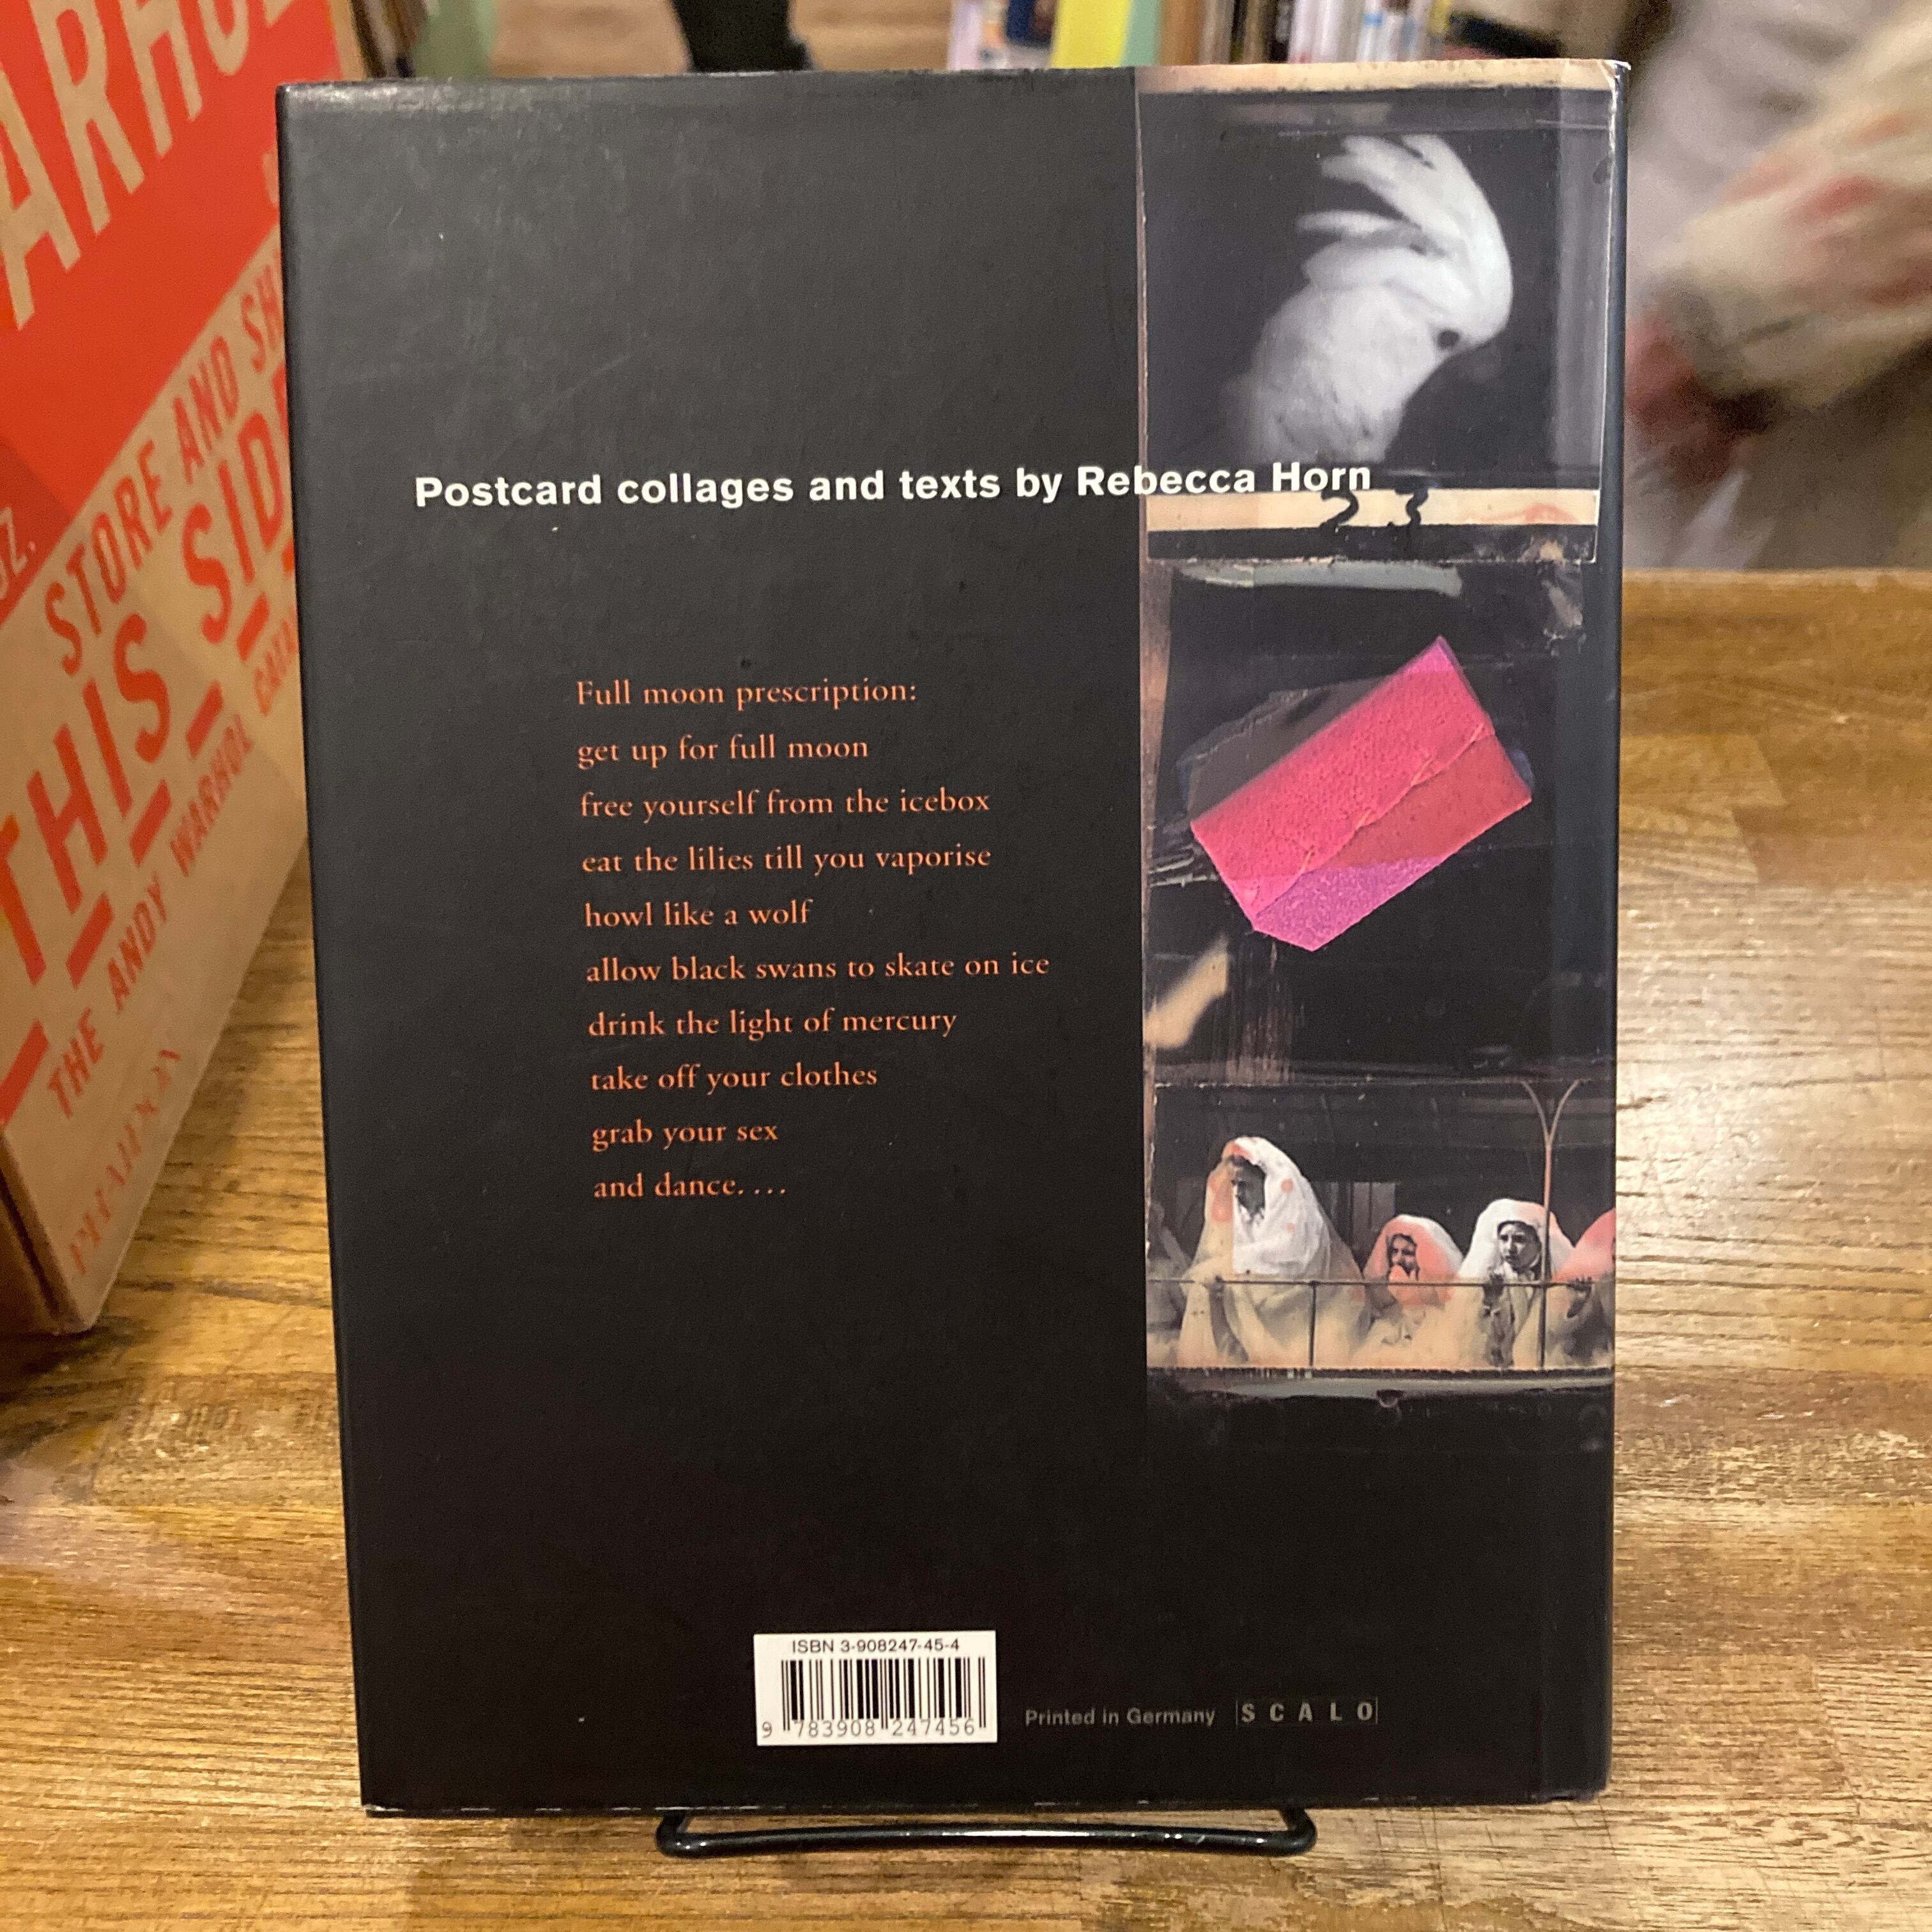 Postcard collages and texts by Rebecca Horn
23
Full moon prescription:
get up for full moon
free yourself from the icebox
eat the lilies till you vaporise
howl like a wolf
allow black swans to skate on ice
drink the light of mercury
take off your clothes
grab your sex
and dance. ...
ISBN 3-908247-45-4
9 783908 247456
Printed in Germany
SCALO
STORE AND
THIS
THE ANDY WARHOL
PHAIDON